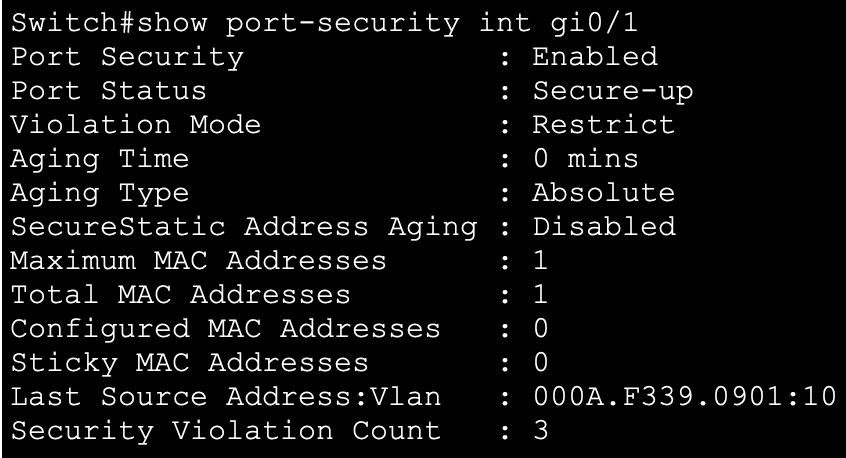 Switch#show port-security int gi0/1
Port Security              : Enabled
Port Status                : Secure-up
Violation Mode             : Restrict
Aging Time                 : 0 mins
Aging Type                 : Absolute
SecureStatic Address Aging : Disabled
Maximum MAC Addresses      : 1
Total MAC Addresses        : 1
Configured MAC Addresses   : 0
Sticky MAC Addresses       : 0
Last Source Address:Vlan   : 000A.F339.0901:10
Security Violation Count   : 3